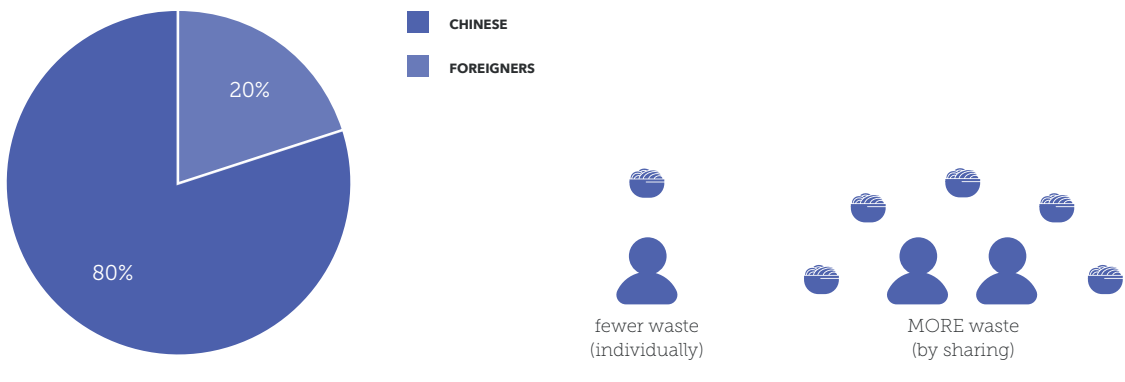 CHINESE
FOREIGNERS
20%
80%
fewer waste
(individually)
MORE waste
(by sharing)